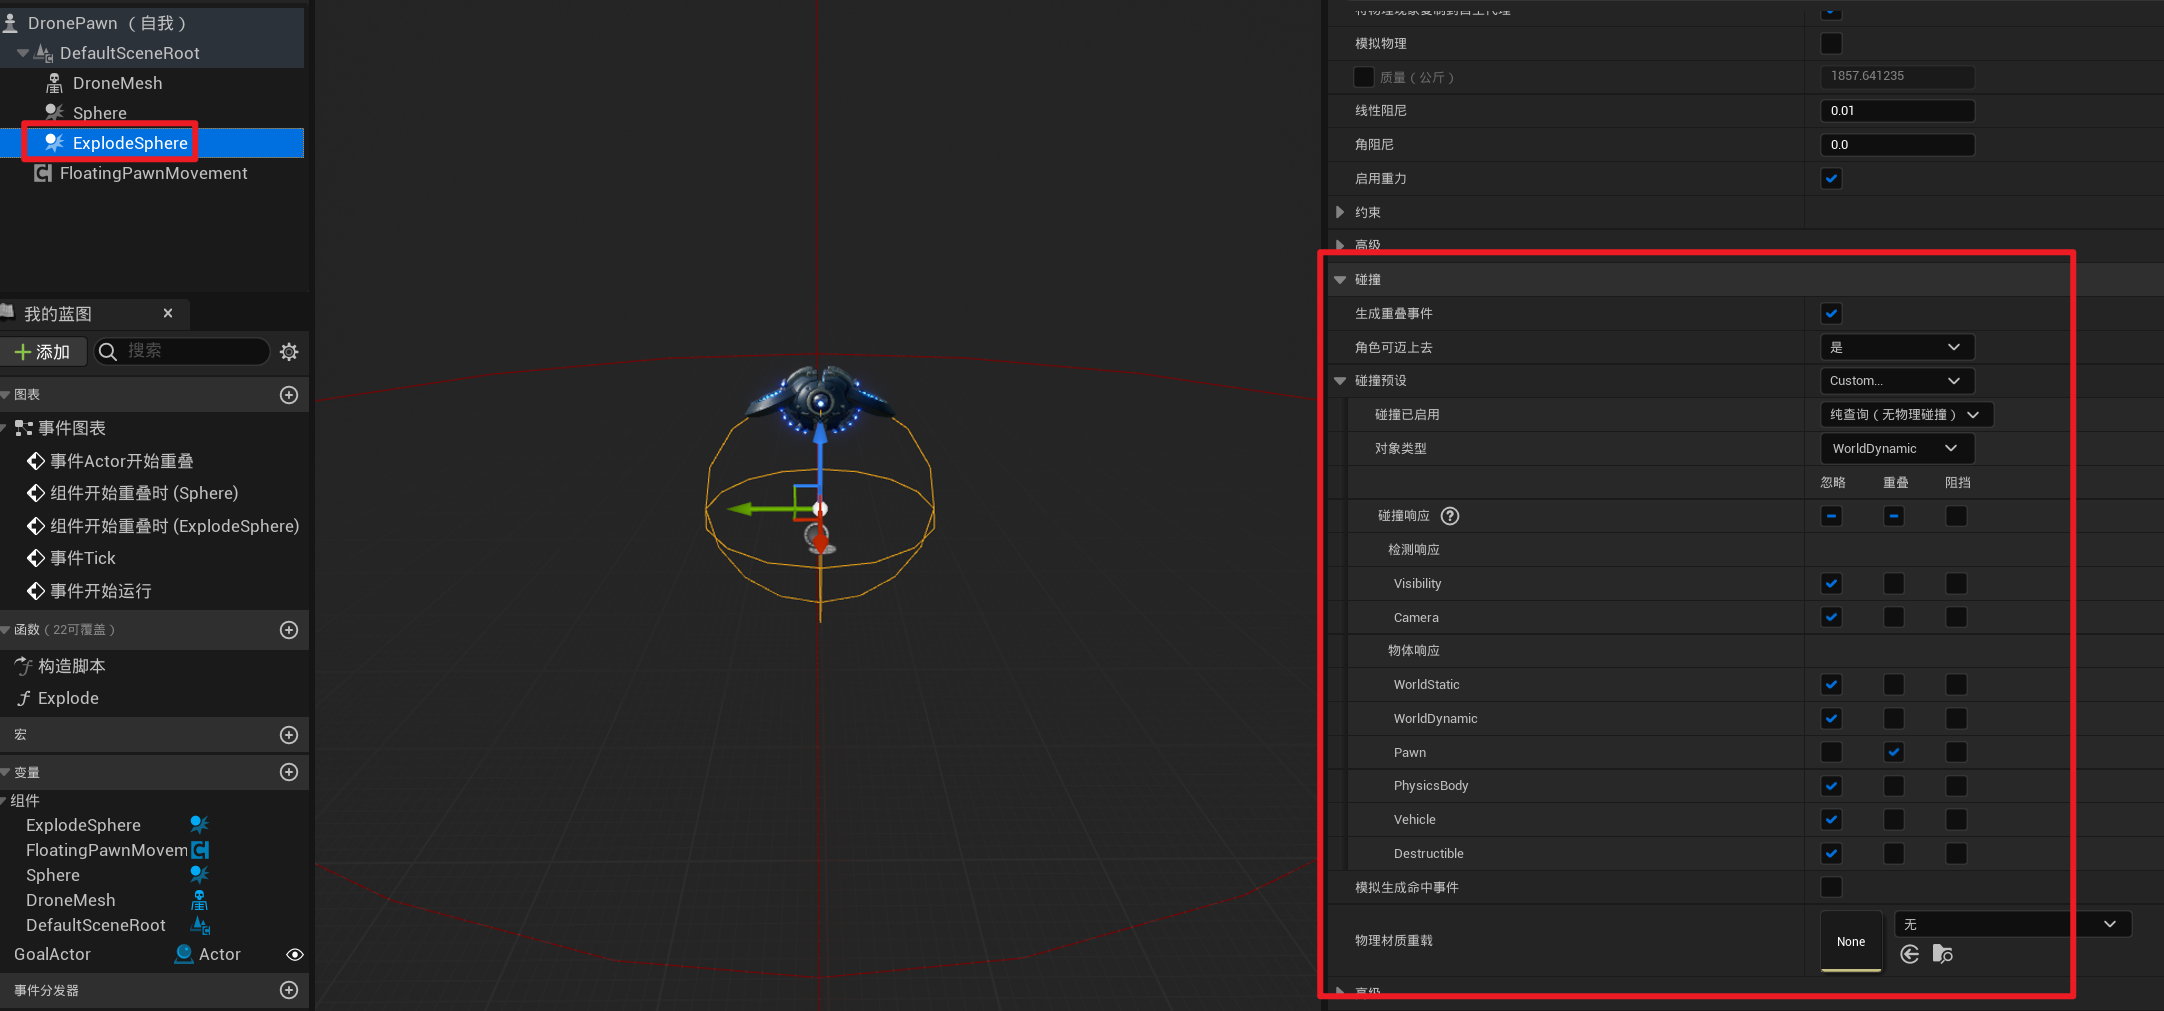 DronePawn （自我）
DefaultSceneRoot
DroneMesh
Sphere
ExplodeSphere
FloatingPawnMovement
我的蓝图 ×
添加 搜索
图表
事件图表
事件Actor开始重叠
组件开始重叠时 (Sphere)
组件开始重叠时 (ExplodeSphere)
事件Tick
事件开始运行
函数（22可覆盖）
构造脚本
Explode
宏
变量
组件
ExplodeSphere
FloatingPawnMovem
Sphere
DroneMesh
DefaultSceneRoot
GoalActor Actor
事件分发器
模拟物理
质量（公斤） 1857.641235
线性阻尼 0.01
角阻尼 0.0
启用重力
约束
高级
碰撞
生成重叠事件
角色可迈上去 是
碰撞预设 Custom...
碰撞已启用 纯查询（无物理碰撞）
对象类型 WorldDynamic
忽略 重叠 阻挡
碰撞响应
检测响应
Visibility
Camera
物体响应
WorldStatic
WorldDynamic
Pawn
PhysicsBody
Vehicle
Destructible
模拟生成命中事件
物理材质重载 None 无
高级